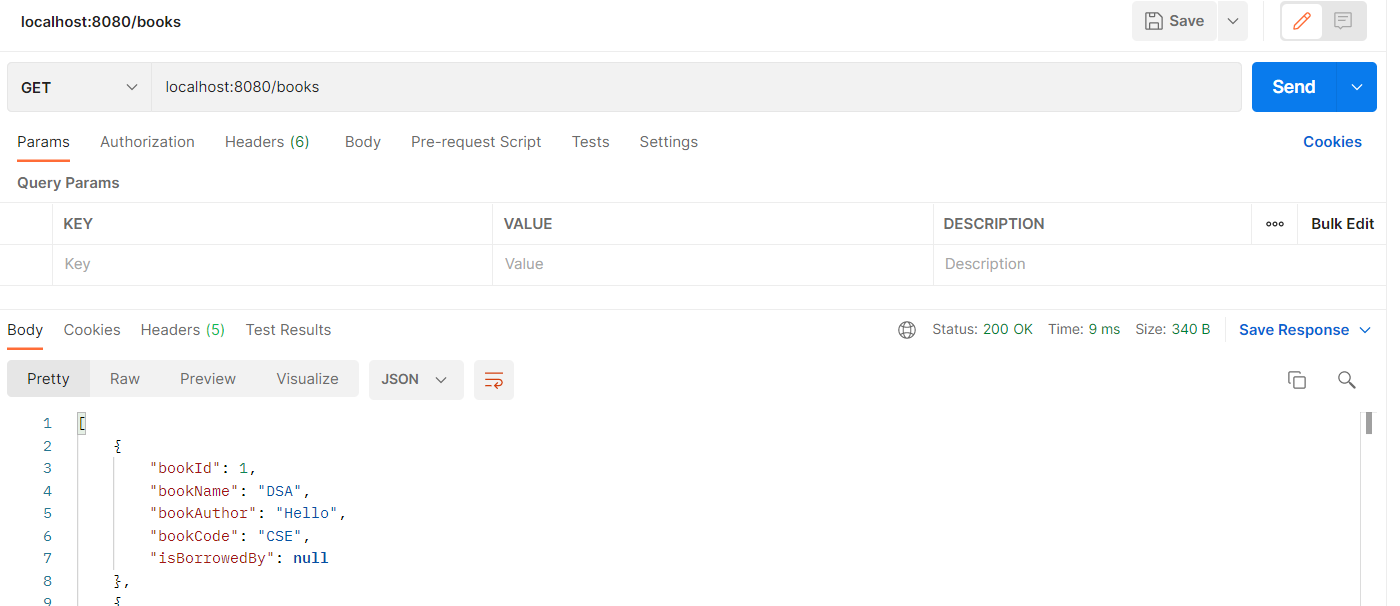 localhost:8080/books
Save
GET localhost:8080/books Send
Params Authorization Headers (6) Body Pre-request Script Tests Settings Cookies
Query Params
KEY VALUE DESCRIPTION ooo Bulk Edit
Key Value Description
Body Cookies Headers (5) Test Results Status: 200 OK Time: 9 ms Size: 340 B Save Response
Pretty Raw Preview Visualize JSON
1 [
2 {
3 "bookId": 1,
4 "bookName": "DSA",
5 "bookAuthor": "Hello",
6 "bookCode": "CSE",
7 "isBorrowedBy": null
8 },
9 {